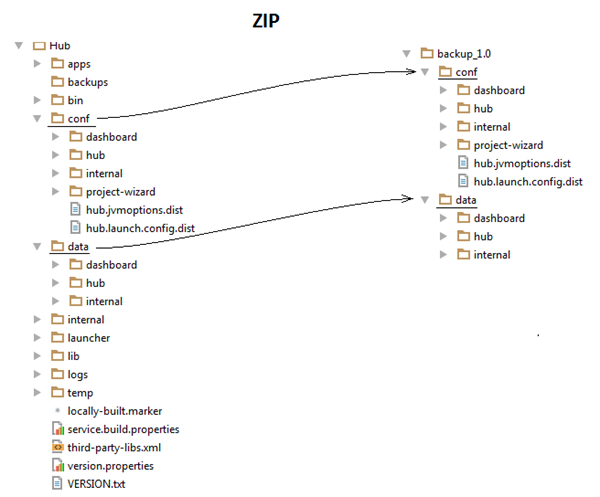 ZIP
Hub
apps
backups
bin
conf
dashboard
hub
internal
project-wizard
hub.jvmoptions.dist
hub.launch.config.dist
data
dashboard
hub
internal
internal
launcher
lib
logs
temp
locally-built.marker
service.build.properties
third-party-libs.xml
version.properties
VERSION.txt
backup_1.0
conf
dashboard
hub
internal
project-wizard
hub.jvmoptions.dist
hub.launch.config.dist
data
dashboard
hub
internal